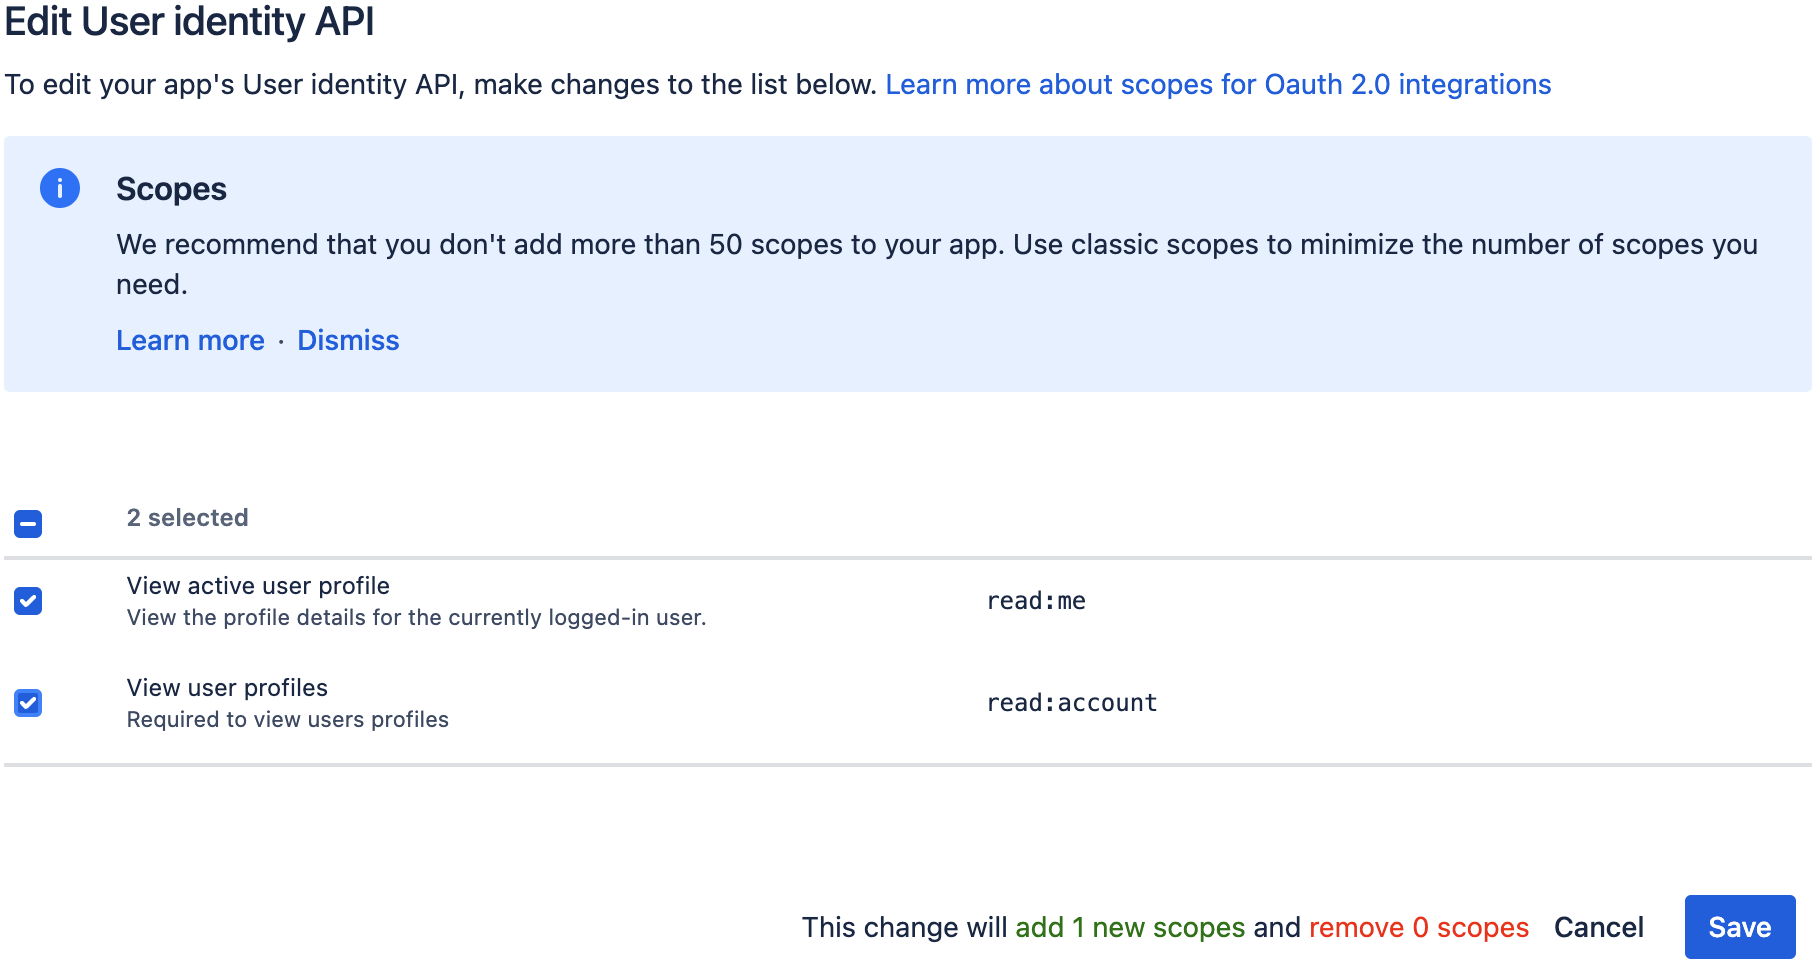 Edit User identity API
To edit your app's User identity API, make changes to the list below. Learn more about scopes for Oauth 2.0 integrations
Scopes
We recommend that you don't add more than 50 scopes to your app. Use classic scopes to minimize the number of scopes you
need.
Learn more · Dismiss
2 selected
View active user profile
View the profile details for the currently logged-in user.
read:me
View user profiles
Required to view users profiles
read:account
This change will add 1 new scopes and remove 0 scopes Cancel Save